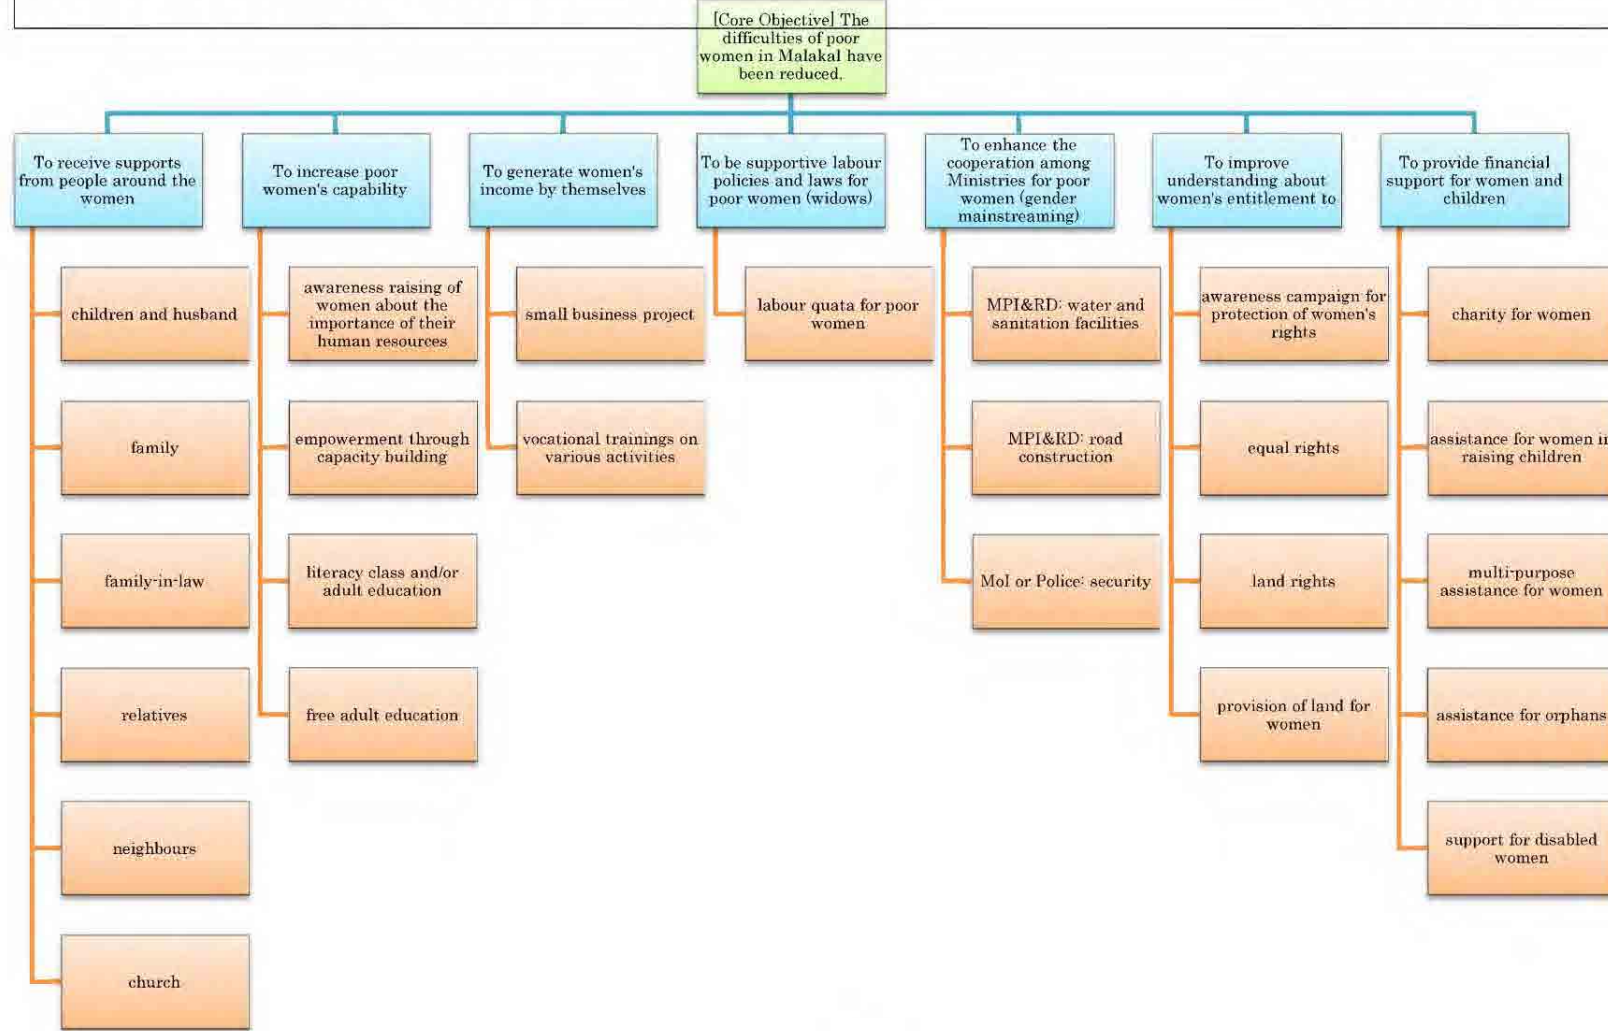 [Core Objective] The
difficulties of poor
women in Malakal have
been reduced.
To receive supports
from people around the
women
children and husband
family
family-in-law
relatives
neighbours
church
To increase poor
women's capability
awareness raising of
women about the
importance of their
human resources
empowerment through
capacity building
literacy class and/or
adult education
free adult education
To generate women's
income by themselves
small business project
vocational trainings on
various activities
To be supportive labour
policies and laws for
poor women (widows)
labour quata for poor
women
To enhance the
cooperation among
Ministries for poor
women (gender
mainstreaming)
MPI&RD: water and
sanitation facilities
MPI&RD: road
construction
MoI or Police: security
To improve
understanding about
women's entitlement to
awareness campaign for
protection of women's
rights
equal rights
land rights
provision of land for
women
To provide financial
support for women and
children
charity for women
assistance for women in
raising children
multi-purpose
assistance for women
assistance for orphans
support for disabled
women